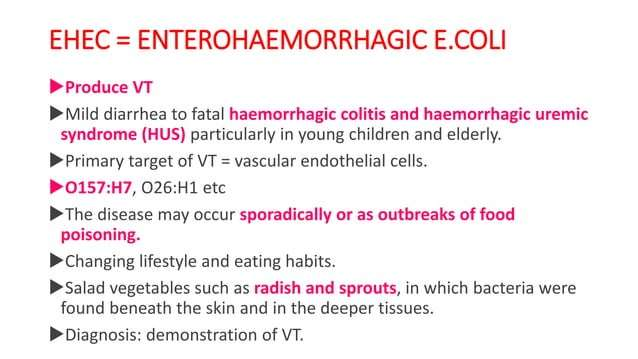 EHEC = ENTEROHAEMORRHAGIC E.COLI
▶Produce VT
▶Mild diarrhea to fatal haemorrhagic colitis and haemorrhagic uremic
syndrome (HUS) particularly in young children and elderly.
▶Primary target of VT = vascular endothelial cells.
▶O157:H7, O26:H1 etc
▶The disease may occur sporadically or as outbreaks of food
poisoning.
▶Changing lifestyle and eating habits.
▶Salad vegetables such as radish and sprouts, in which bacteria were
found beneath the skin and in the deeper tissues.
▶Diagnosis: demonstration of VT.